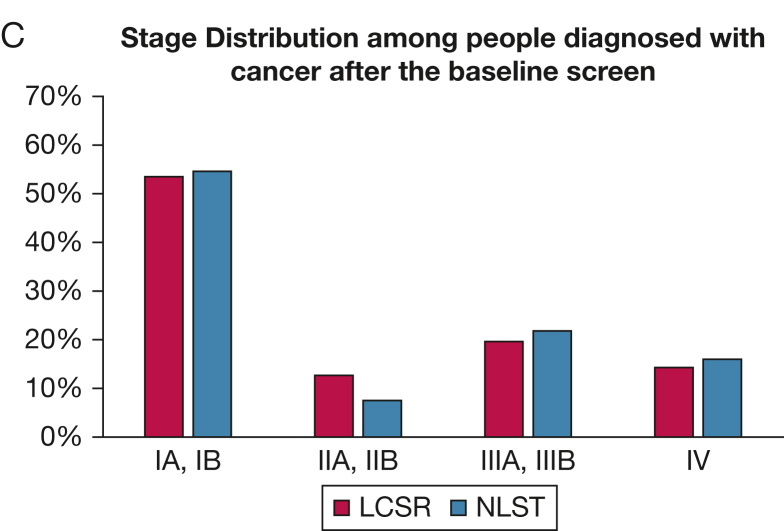 C
Stage Distribution among people diagnosed with
cancer after the baseline screen
70%
60%
50%
40%
30%
20%
10%
0%
IA, IB
IIA, IIB
IIIA, IIIB
IV
LCSR
NLST